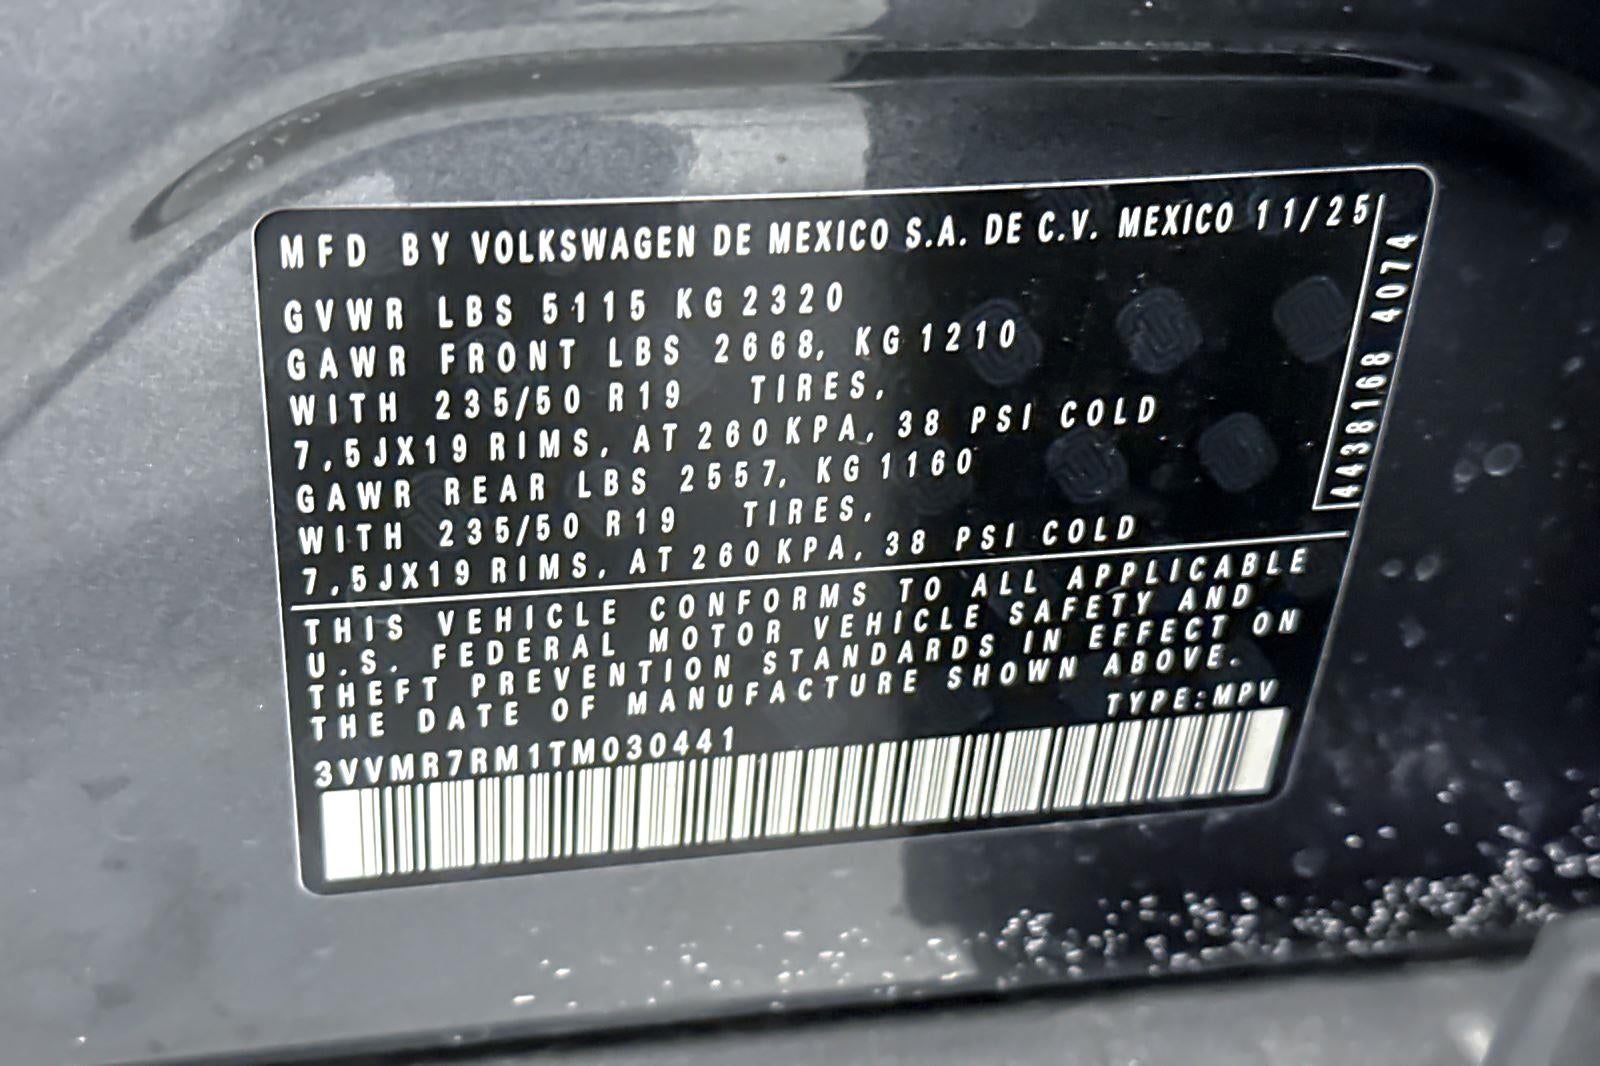 MFD BY VOLKSWAGEN DE MEXICO S.A. DE C.V. MEXICO 11/25
GVWR LBS 5115 KG 2320
GAWR FRONT LBS 2668, KG 1210
WITH 235/50 R19 TIRES,
7,5JX19 RIMS, AT 260 KPA, 38 PSI COLD
GAWR REAR LBS 2557, KG 1160
WITH 235/50 R19 TIRES,
7,5JX19 RIMS, AT 260 KPA, 38 PSI COLD
4438168 4074
THIS VEHICLE CONFORMS TO ALL APPLICABLE
U.S. FEDERAL MOTOR VEHICLE SAFETY AND
THEFT PREVENTION STANDARDS IN EFFECT ON
THE DATE OF MANUFACTURE SHOWN ABOVE.
TYPE:MPV
3VVMR7RM1TM030441